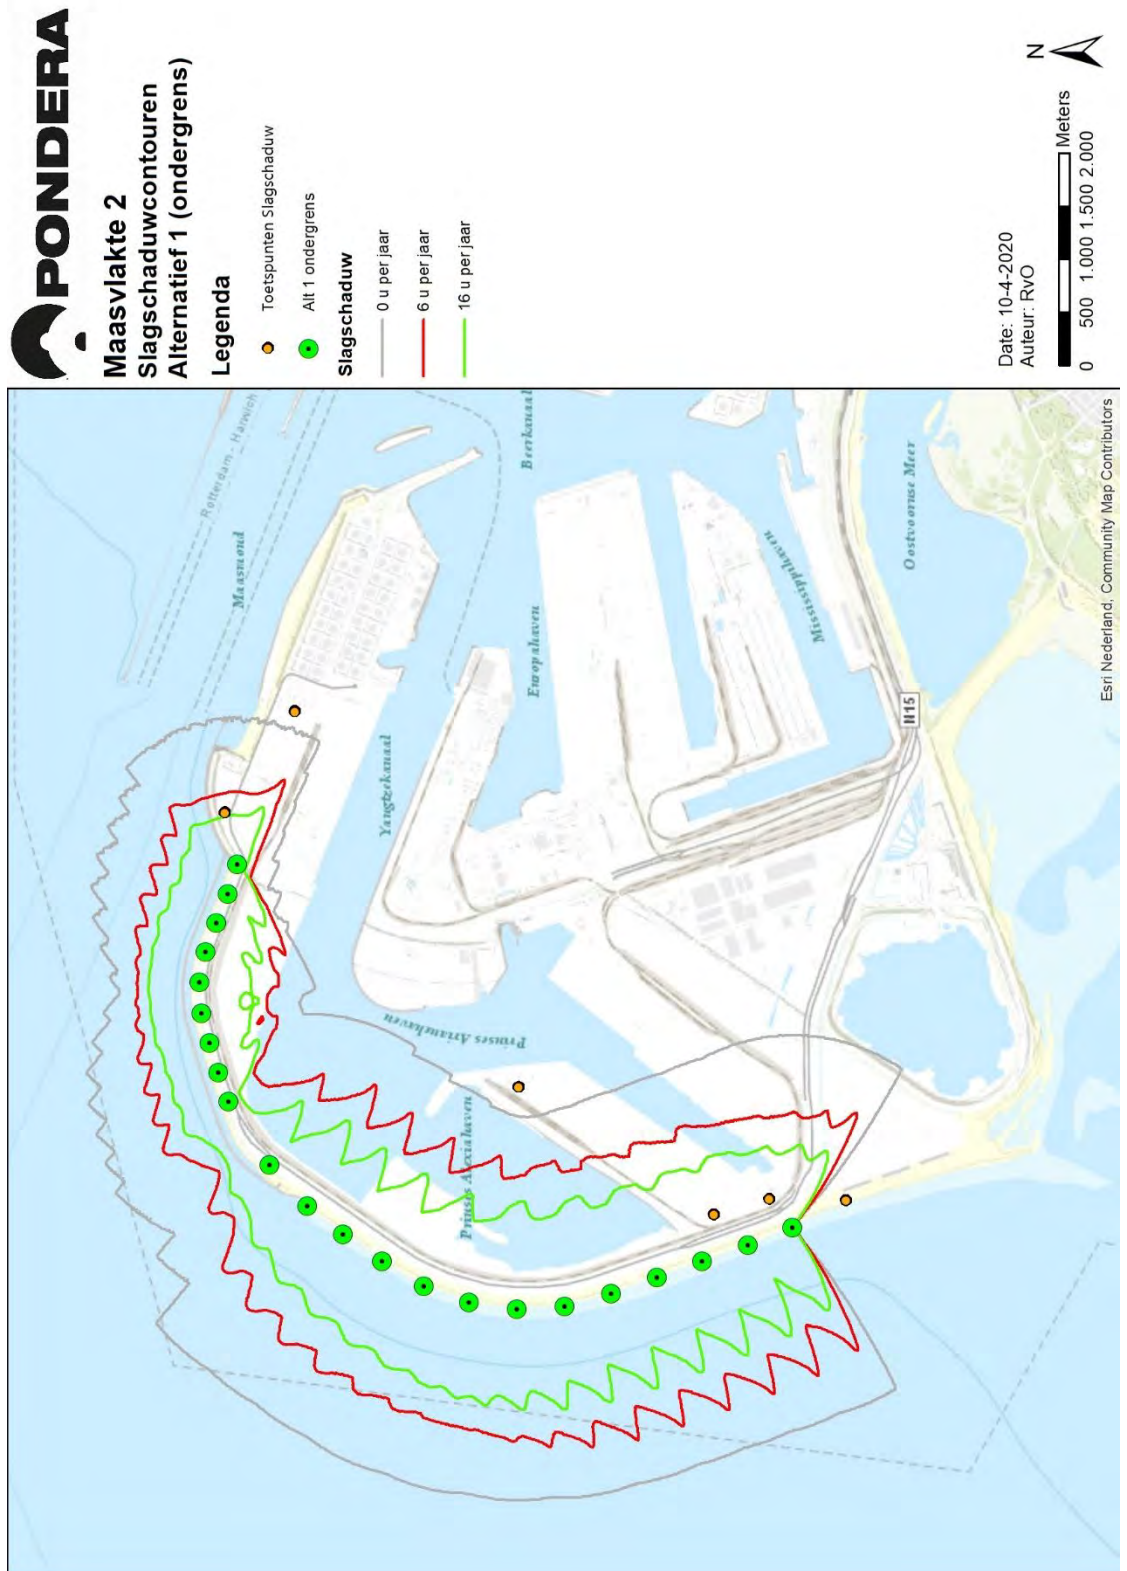 PONDERA
Maasvlakte 2
Slagschaduwcontouren
Alternatief 1 (ondergrens)
Legenda
Toetspunten Slagschaduw
Alt 1 ondergrens
Slagschaduw
0 u per jaar
6 u per jaar
16 u per jaar
Date: 10-4-2020
Auteur: RvO
N
0 500 1.000 1.500 2.000
Meters
Rotterdam - Harwich
Maasmond
Beerkanaal
Yangtzekanaal
Europahaven
Mississippihaven
Oostvoornse Meer
Prinses Arianehaven
Prinses Alexiahaven
N15
Esri Nederland, Community Map Contributors